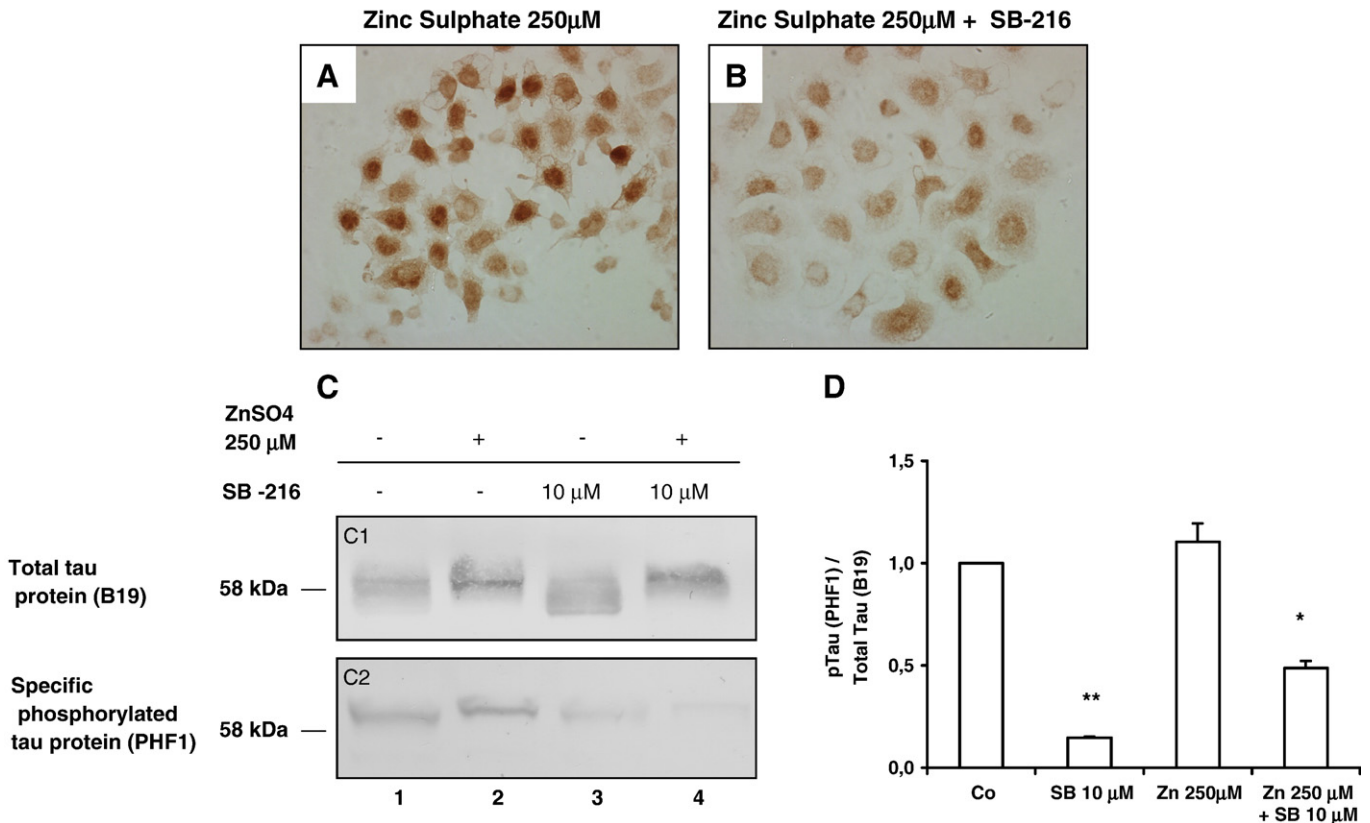 Zinc Sulphate 250µM
Zinc Sulphate 250µM + SB-216
A
B
C
ZnSO4
250 µM
- + - +
SB -216
- - 10 µM 10 µM
C1
Total tau
protein (B19)
58 kDa
C2
Specific
phosphorylated
tau protein (PHF1)
58 kDa
1 2 3 4
D
pTau (PHF1) /
Total Tau (B19)
1,5
1,0
0,5
0,0
**
*
Co
SB 10 µM
Zn 250µM
Zn 250 µM
+ SB 10 µM